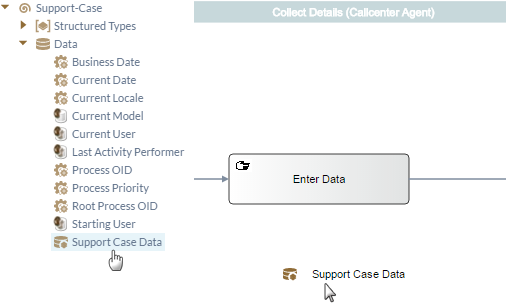 Support-Case
Structured Types
Data
Business Date
Current Date
Current Locale
Current Model
Current User
Last Activity Performer
Process OID
Process Priority
Root Process OID
Starting User
Support Case Data
Collect Details (Callcenter Agent)
Enter Data
Support Case Data